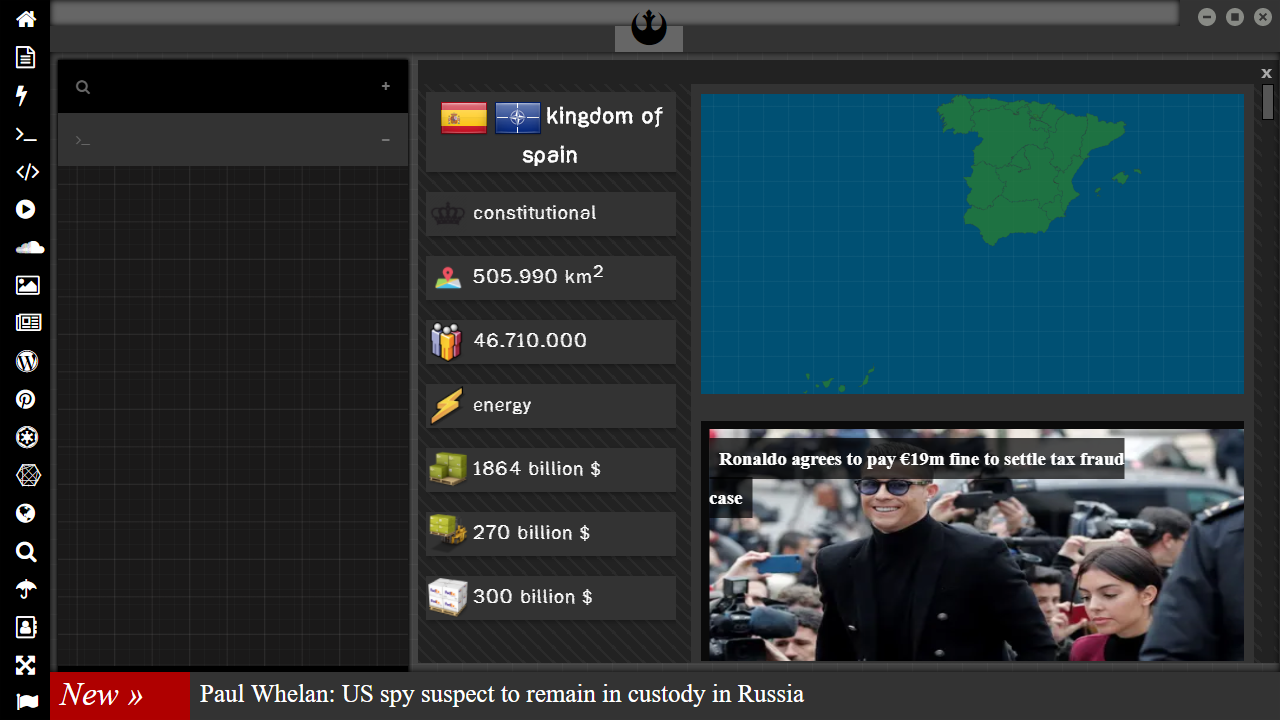 x
+
>_
−
kingdom of
spain
constitutional
505.990 km²
46.710.000
energy
1864 billion $
270 billion $
300 billion $
Ronaldo agrees to pay €19m fine to settle tax fraud
case
New »
Paul Whelan: US spy suspect to remain in custody in Russia